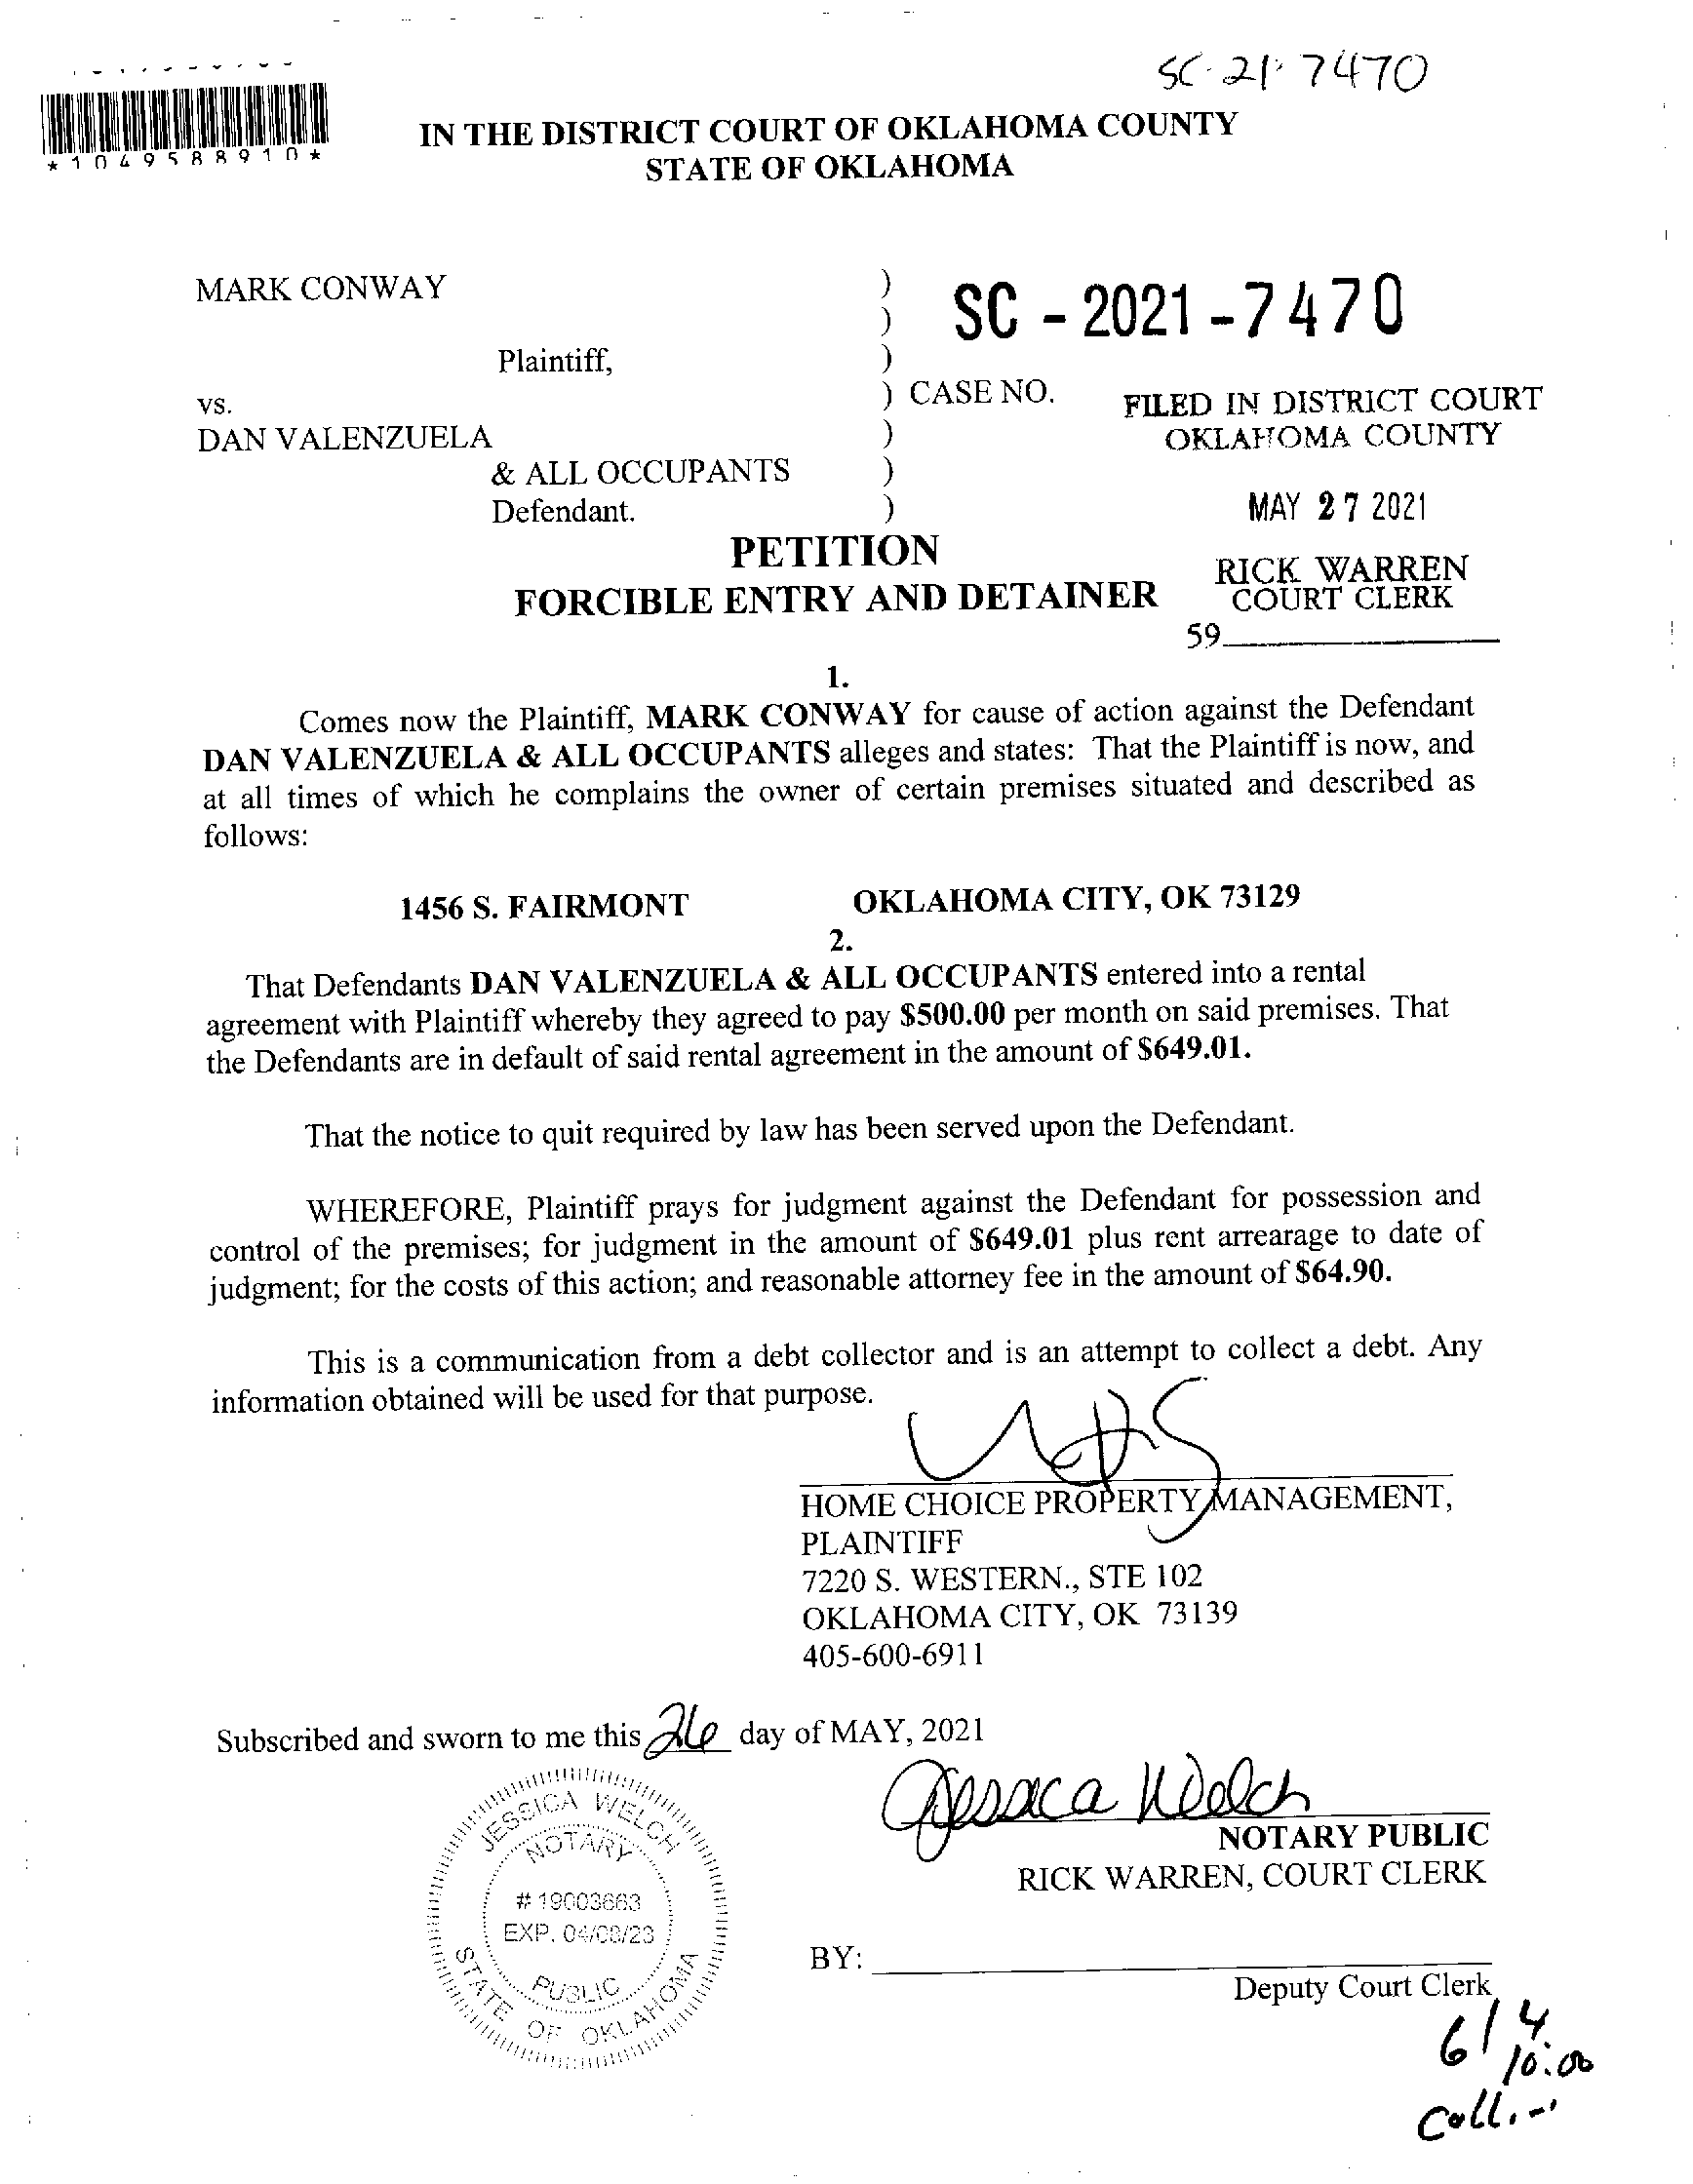 SC-21-7470
*1049588910*
IN THE DISTRICT COURT OF OKLAHOMA COUNTY
STATE OF OKLAHOMA
MARK CONWAY )
) SC - 2021 - 7470
Plaintiff, )
vs. ) CASE NO.
FILED IN DISTRICT COURT
DAN VALENZUELA )
OKLAHOMA COUNTY
& ALL OCCUPANTS )
Defendant. )
MAY 27 2021
PETITION
RICK WARREN
FORCIBLE ENTRY AND DETAINER
COURT CLERK
59
1.
Comes now the Plaintiff, MARK CONWAY for cause of action against the Defendant
DAN VALENZUELA & ALL OCCUPANTS alleges and states: That the Plaintiff is now, and
at all times of which he complains the owner of certain premises situated and described as
follows:
1456 S. FAIRMONT OKLAHOMA CITY, OK 73129
2.
That Defendants DAN VALENZUELA & ALL OCCUPANTS entered into a rental
agreement with Plaintiff whereby they agreed to pay $500.00 per month on said premises. That
the Defendants are in default of said rental agreement in the amount of $649.01.
That the notice to quit required by law has been served upon the Defendant.
WHEREFORE, Plaintiff prays for judgment against the Defendant for possession and
control of the premises; for judgment in the amount of $649.01 plus rent arrearage to date of
judgment; for the costs of this action; and reasonable attorney fee in the amount of $64.90.
This is a communication from a debt collector and is an attempt to collect a debt. Any
information obtained will be used for that purpose.
HOME CHOICE PROPERTY MANAGEMENT,
PLAINTIFF
7220 S. WESTERN., STE 102
OKLAHOMA CITY, OK 73139
405-600-6911
Subscribed and sworn to me this 26 day of MAY, 2021
Jessica Welch
NOTARY PUBLIC
RICK WARREN, COURT CLERK
JESSICA WELCH
NOTARY
# 19003663
EXP. 04/08/23
PUBLIC
STATE OF OKLAHOMA
BY:
Deputy Court Clerk
6/4
10:00